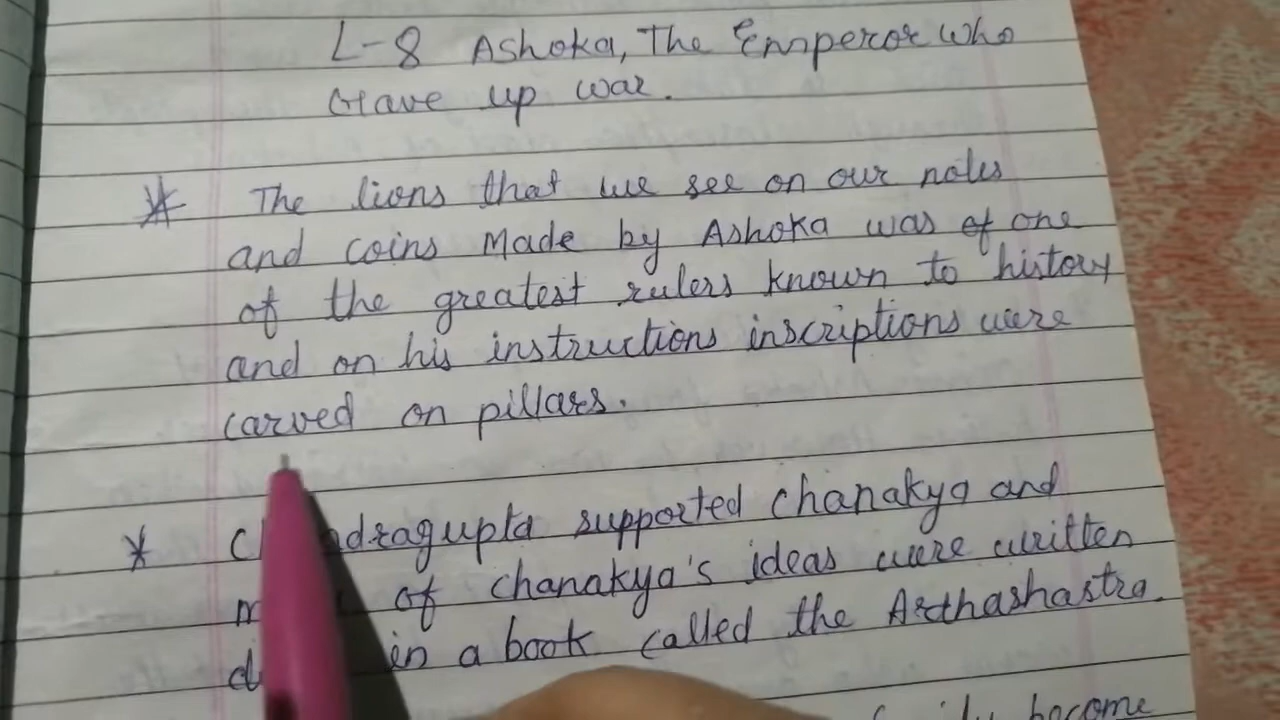 L-8 Ashoka, The Emperor Who
Gave up war.
* The lions that we see on our notes
and coins Made by Ashoka was of one
of the greatest rulers known to history
and on his instructions inscriptions were
carved on pillars.
* supported Chanakya and
of Chanakya's ideas were written
in a book called the Arthashastra.
become